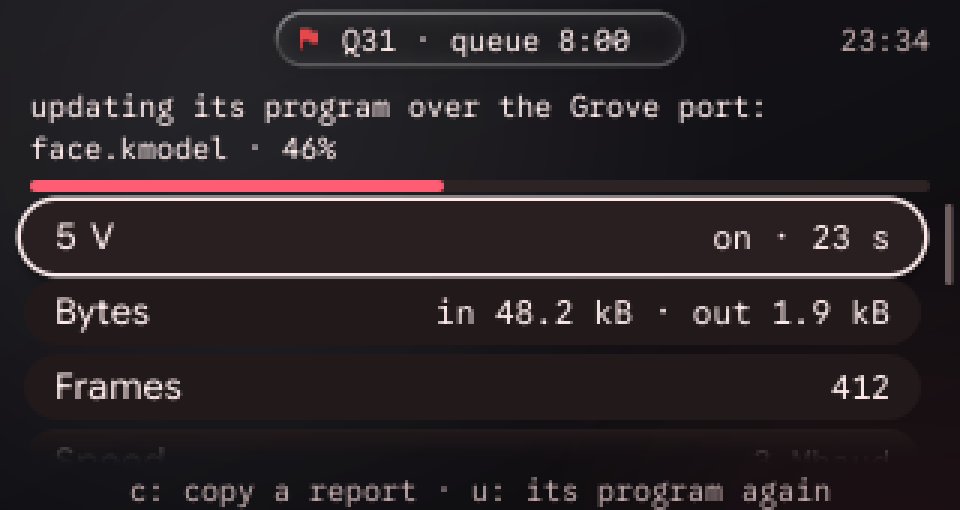 Q31 · queue 8:00
23:34
updating its program over the Grove port:
face.kmodel · 46%
5 V on · 23 s
Bytes in 48.2 kB · out 1.9 kB
Frames 412
c: copy a report · u: its program again